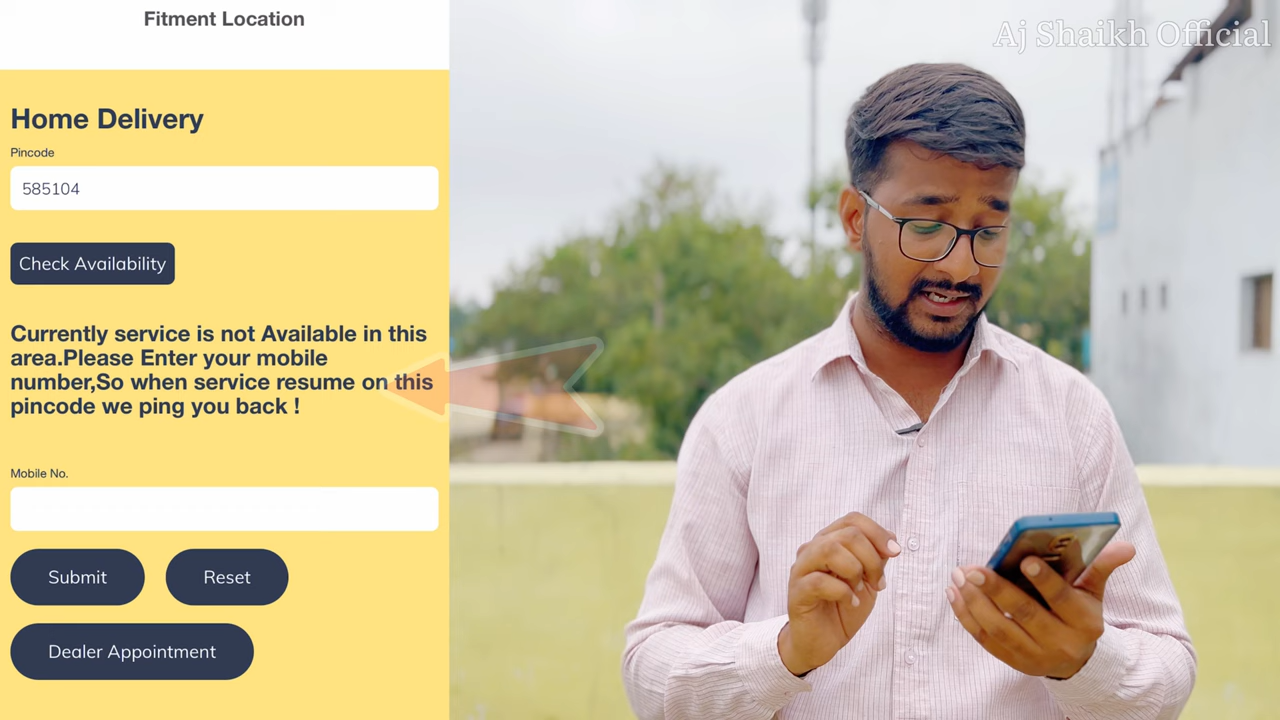 Fitment Location
Home Delivery
Pincode
585104
Check Availability
Currently service is not Available in this
area.Please Enter your mobile
number,So when service resume on this
pincode we ping you back !
Mobile No.
Submit
Reset
Dealer Appointment
Aj Shaikh Official